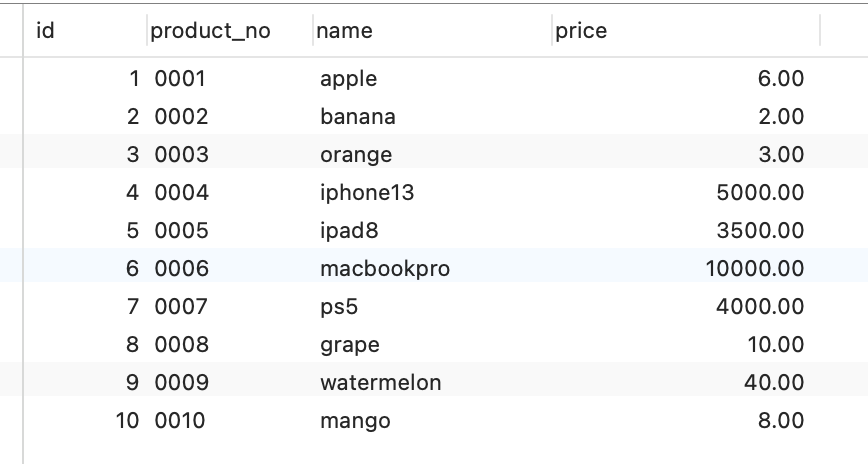 id product_no name price
1 0001 apple 6.00
2 0002 banana 2.00
3 0003 orange 3.00
4 0004 iphone13 5000.00
5 0005 ipad8 3500.00
6 0006 macbookpro 10000.00
7 0007 ps5 4000.00
8 0008 grape 10.00
9 0009 watermelon 40.00
10 0010 mango 8.00